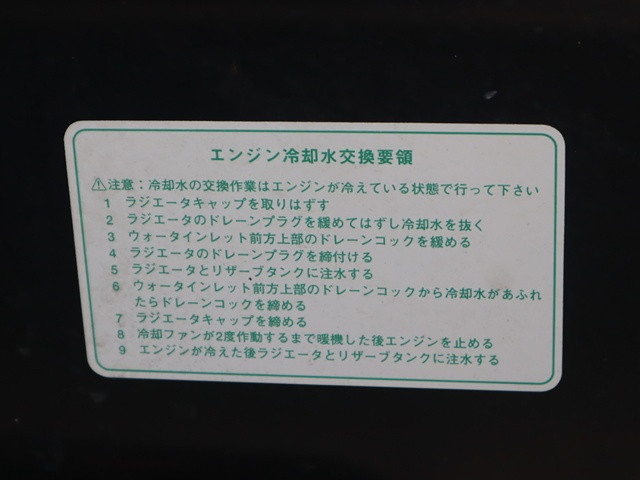 エンジン冷却水交換要領
⚠注意：冷却水の交換作業はエンジンが冷えている状態で行って下さい
1 ラジエータキャップを取りはずす
2 ラジエータのドレーンプラグを緩めてはずし冷却水を抜く
3 ウォータインレット前方上部のドレーンコックを緩める
4 ラジエータのドレーンプラグを締付ける
5 ラジエータとリザーブタンクに注水する
6 ウォータインレット前方上部のドレーンコックから冷却水があふれ
たらドレーンコックを締める
7 ラジエータキャップを締める
8 冷却ファンが2度作動するまで暖機した後エンジンを止める
9 エンジンが冷えた後ラジエータとリザーブタンクに注水する